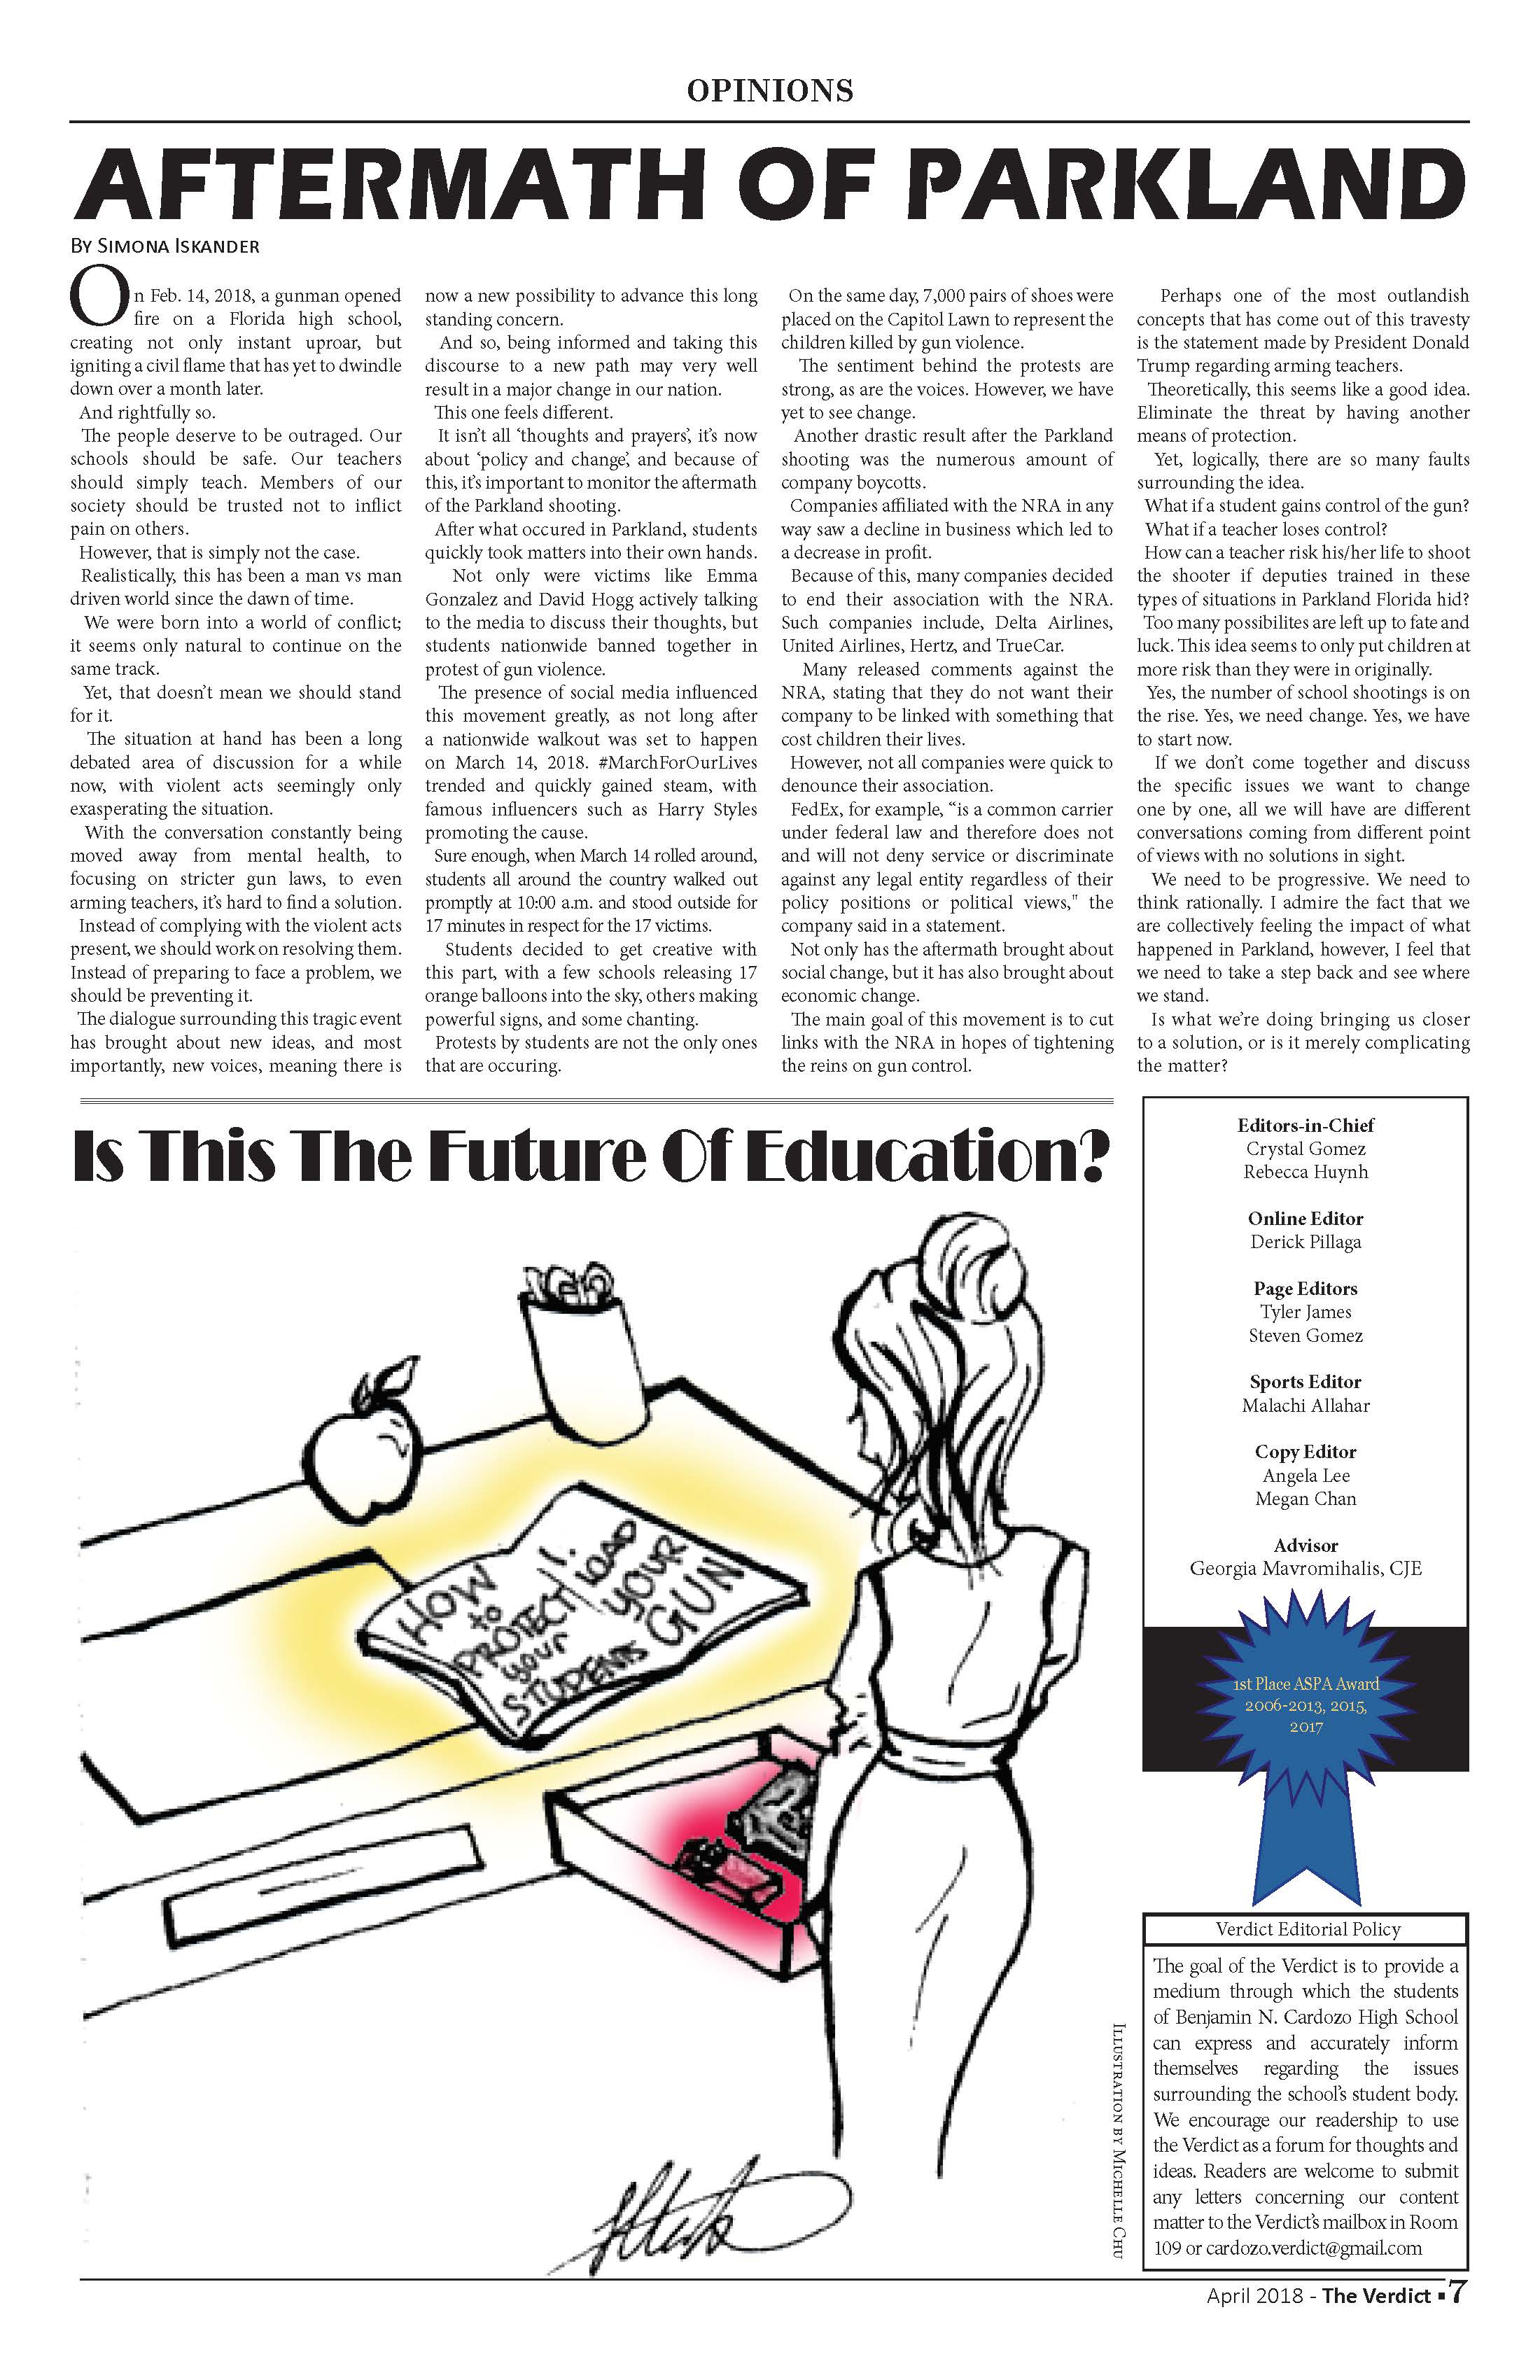 OPINIONS
AFTERMATH OF PARKLAND
By Simona Iskander
On Feb. 14, 2018, a gunman opened
fire on a Florida high school,
creating not only instant uproar, but
igniting a civil flame that has yet to dwindle
down over a month later.
And rightfully so.
The people deserve to be outraged. Our
schools should be safe. Our teachers
should simply teach. Members of our
society should be trusted not to inflict
pain on others.
However, that is simply not the case.
Realistically, this has been a man vs man
driven world since the dawn of time.
We were born into a world of conflict;
it seems only natural to continue on the
same track.
Yet, that doesn't mean we should stand
for it.
The situation at hand has been a long
debated area of discussion for a while
now, with violent acts seemingly only
exasperating the situation.
With the conversation constantly being
moved away from mental health, to
focusing on stricter gun laws, to even
arming teachers, it's hard to find a solution.
Instead of complying with the violent acts
present, we should work on resolving them.
Instead of preparing to face a problem, we
should be preventing it.
The dialogue surrounding this tragic event
has brought about new ideas, and most
importantly, new voices, meaning there is
now a new possibility to advance this long
standing concern.
And so, being informed and taking this
discourse to a new path may very well
result in a major change in our nation.
This one feels different.
It isn't all 'thoughts and prayers', it's now
about 'policy and change', and because of
this, it's important to monitor the aftermath
of the Parkland shooting.
After what occured in Parkland, students
quickly took matters into their own hands.
Not only were victims like Emma
Gonzalez and David Hogg actively talking
to the media to discuss their thoughts, but
students nationwide banned together in
protest of gun violence.
The presence of social media influenced
this movement greatly, as not long after
a nationwide walkout was set to happen
on March 14, 2018. #MarchForOurLives
trended and quickly gained steam, with
famous influencers such as Harry Styles
promoting the cause.
Sure enough, when March 14 rolled around,
students all around the country walked out
promptly at 10:00 a.m. and stood outside for
17 minutes in respect for the 17 victims.
Students decided to get creative with
this part, with a few schools releasing 17
orange balloons into the sky, others making
powerful signs, and some chanting.
Protests by students are not the only ones
that are occuring.
On the same day, 7,000 pairs of shoes were
placed on the Capitol Lawn to represent the
children killed by gun violence.
The sentiment behind the protests are
strong, as are the voices. However, we have
yet to see change.
Another drastic result after the Parkland
shooting was the numerous amount of
company boycotts.
Companies affiliated with the NRA in any
way saw a decline in business which led to
a decrease in profit.
Because of this, many companies decided
to end their association with the NRA.
Such companies include, Delta Airlines,
United Airlines, Hertz, and TrueCar.
Many released comments against the
NRA, stating that they do not want their
company to be linked with something that
cost children their lives.
However, not all companies were quick to
denounce their association.
FedEx, for example, "is a common carrier
under federal law and therefore does not
and will not deny service or discriminate
against any legal entity regardless of their
policy positions or political views," the
company said in a statement.
Not only has the aftermath brought about
social change, but it has also brought about
economic change.
The main goal of this movement is to cut
links with the NRA in hopes of tightening
the reins on gun control.
Perhaps one of the most outlandish
concepts that has come out of this travesty
is the statement made by President Donald
Trump regarding arming teachers.
Theoretically, this seems like a good idea.
Eliminate the threat by having another
means of protection.
Yet, logically, there are so many faults
surrounding the idea.
What if a student gains control of the gun?
What if a teacher loses control?
How can a teacher risk his/her life to shoot
the shooter if deputies trained in these
types of situations in Parkland Florida hid?
Too many possibilites are left up to fate and
luck. This idea seems to only put children at
more risk than they were in originally.
Yes, the number of school shootings is on
the rise. Yes, we need change. Yes, we have
to start now.
If we don't come together and discuss
the specific issues we want to change
one by one, all we will have are different
conversations coming from different point
of views with no solutions in sight.
We need to be progressive. We need to
think rationally. I admire the fact that we
are collectively feeling the impact of what
happened in Parkland, however, I feel that
we need to take a step back and see where
we stand.
Is what we're doing bringing us closer
to a solution, or is it merely complicating
the matter?
Is This The Future Of Education?
HOW
to
PROTECT
your
STUDENTS
1.
LOAD
YOUR
GUN
Illustration by Michelle Chu
Editors-in-Chief
Crystal Gomez
Rebecca Huynh
Online Editor
Derick Pillaga
Page Editors
Tyler James
Steven Gomez
Sports Editor
Malachi Allahar
Copy Editor
Angela Lee
Megan Chan
Advisor
Georgia Mavromihalis, CJE
1st Place ASPA Award
2006-2013, 2015,
2017
Verdict Editorial Policy
The goal of the Verdict is to provide a
medium through which the students
of Benjamin N. Cardozo High School
can express and accurately inform
themselves regarding the issues
surrounding the school's student body.
We encourage our readership to use
the Verdict as a forum for thoughts and
ideas. Readers are welcome to submit
any letters concerning our content
matter to the Verdict's mailbox in Room
109 or cardozo.verdict@gmail.com
April 2018 - The Verdict ▪7